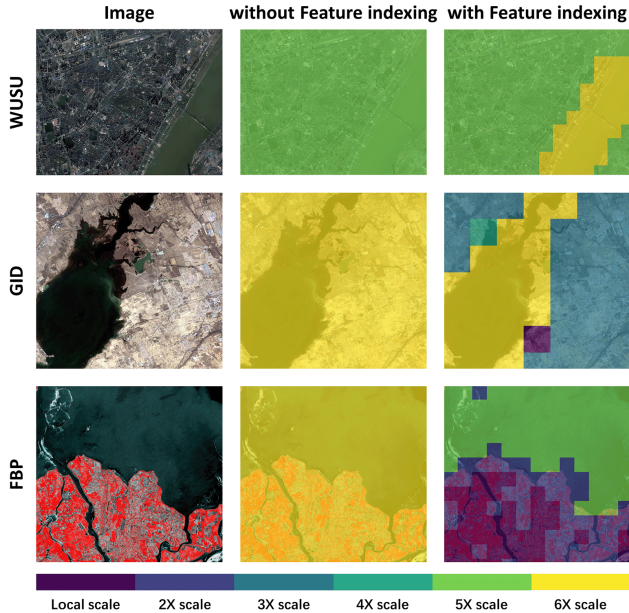 Image without Feature indexing with Feature indexing
WUSU
GID
FBP
Local scale 2X scale 3X scale 4X scale 5X scale 6X scale